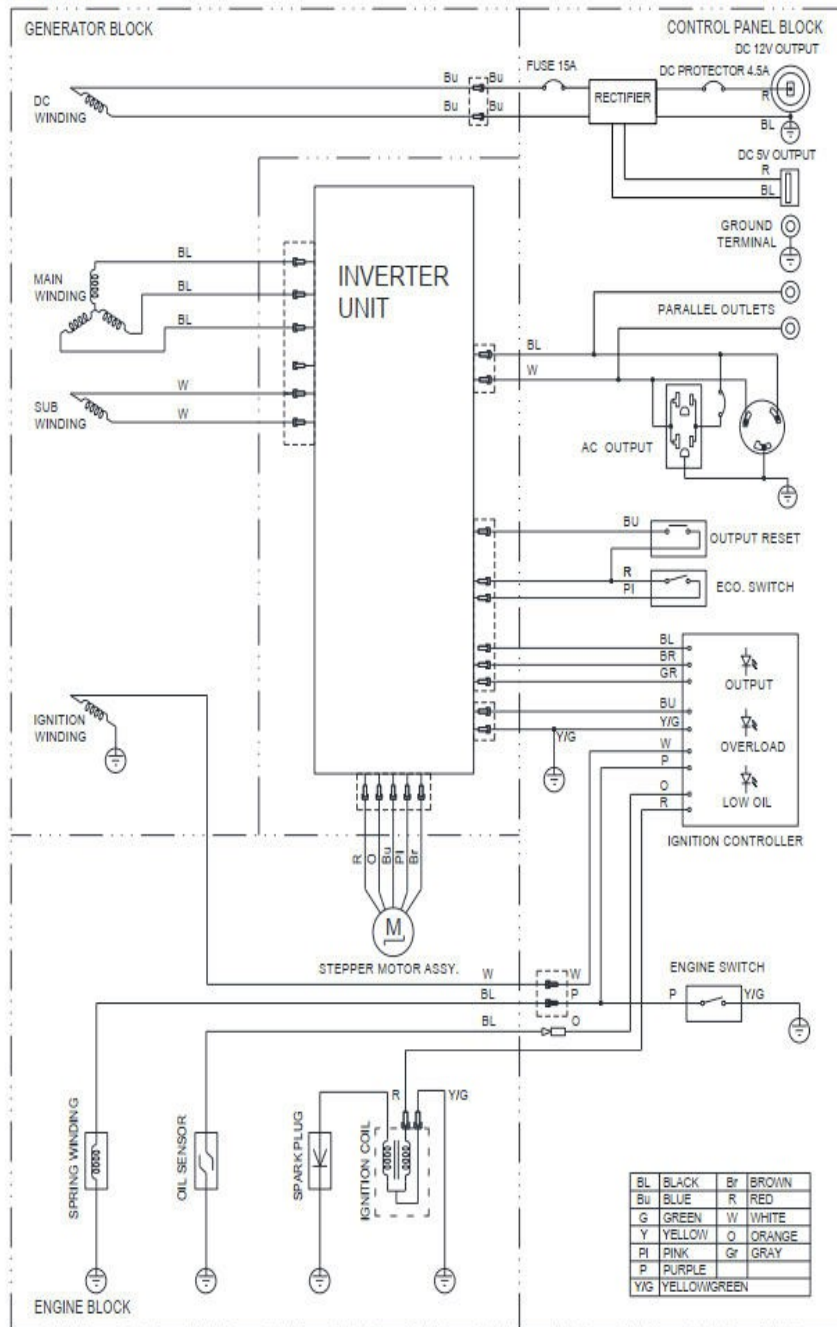 GENERATOR BLOCK
CONTROL PANEL BLOCK
DC 12V OUTPUT
FUSE 15A
DC PROTECTOR 4.5A
Bu
Bu
RECTIFIER
R
DC
WINDING
Bu
Bu
BL
DC 5V OUTPUT
R
BL
GROUND
TERMINAL
INVERTER
UNIT
BL
MAIN
WINDING
BL
BL
PARALLEL OUTLETS
BL
W
W
SUB
WINDING
W
AC OUTPUT
BU
OUTPUT RESET
R
PI
ECO. SWITCH
BL
BR
GR
OUTPUT
BU
Y/G
Y/G
OVERLOAD
W
P
O
LOW OIL
R
IGNITION CONTROLLER
IGNITION
WINDING
R
O
Bu
PI
Br
M
STEPPER MOTOR ASSY.
W
W
BL
P
ENGINE SWITCH
P
Y/G
BL
O
R
Y/G
SPRING WINDING
OIL SENSOR
SPARK PLUG
IGNITION COIL
BL BLACK Br BROWN
Bu BLUE R RED
G GREEN W WHITE
Y YELLOW O ORANGE
PI PINK Gr GRAY
P PURPLE
Y/G YELLOW/GREEN
ENGINE BLOCK